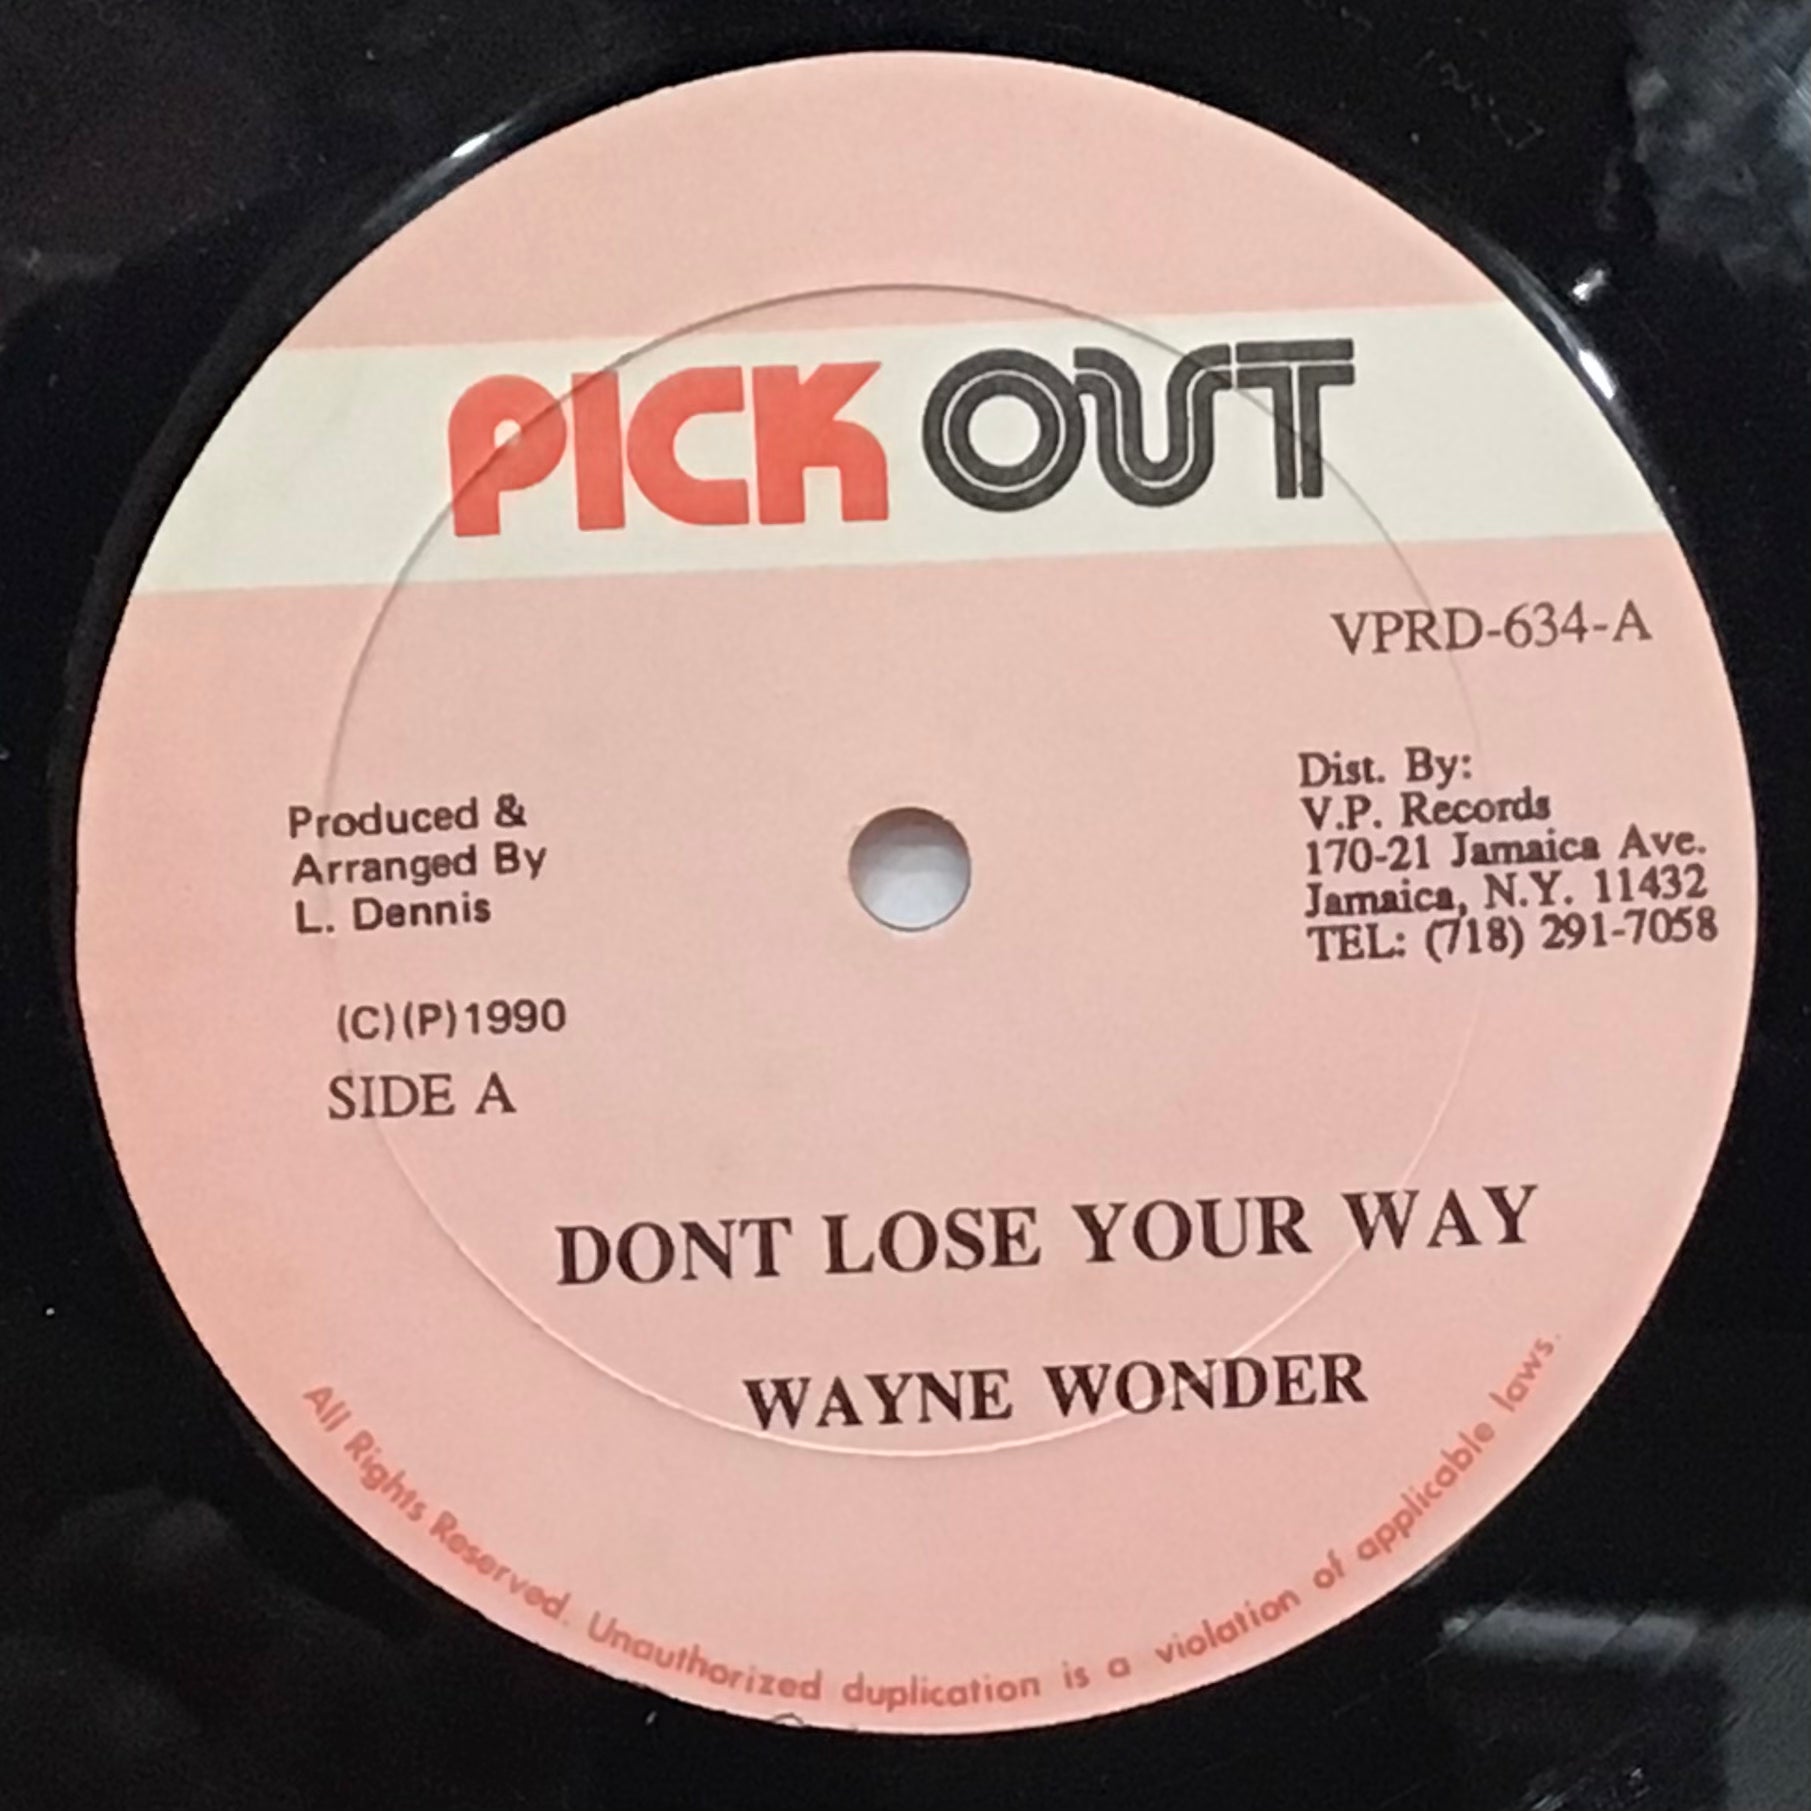 PICK OUT
VPRD-634-A
Produced &
Arranged By
L. Dennis
Dist. By:
V.P. Records
170-21 Jamaica Ave.
Jamaica, N.Y. 11432
TEL: (718) 291-7058
(C)(P)1990
SIDE A
DONT LOSE YOUR WAY
WAYNE WONDER
All Rights Reserved. Unauthorized duplication is a violation of applicable laws.